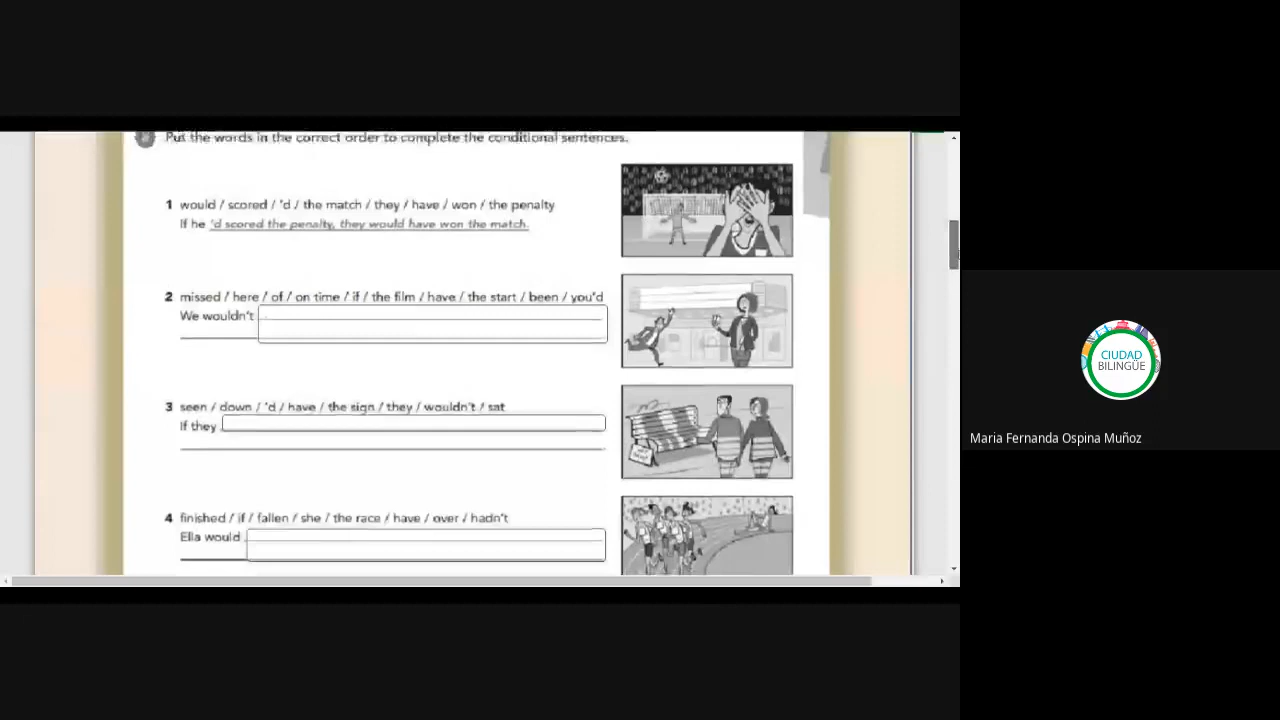 Put the words in the correct order to complete the conditional sentences.
1 would / scored / 'd / the match / they / have / won / the penalty
If he 'd scored the penalty, they would have won the match.
2 missed / here / of / on time / if / the film / have / the start / been / you'd
We wouldn't
3 seen / down / 'd / have / the sign / they / wouldn't / sat
If they
4 finished / if / fallen / she / the race / have / over / hadn't
Ella would
CIUDAD
BILINGÜE
Maria Fernanda Ospina Muñoz